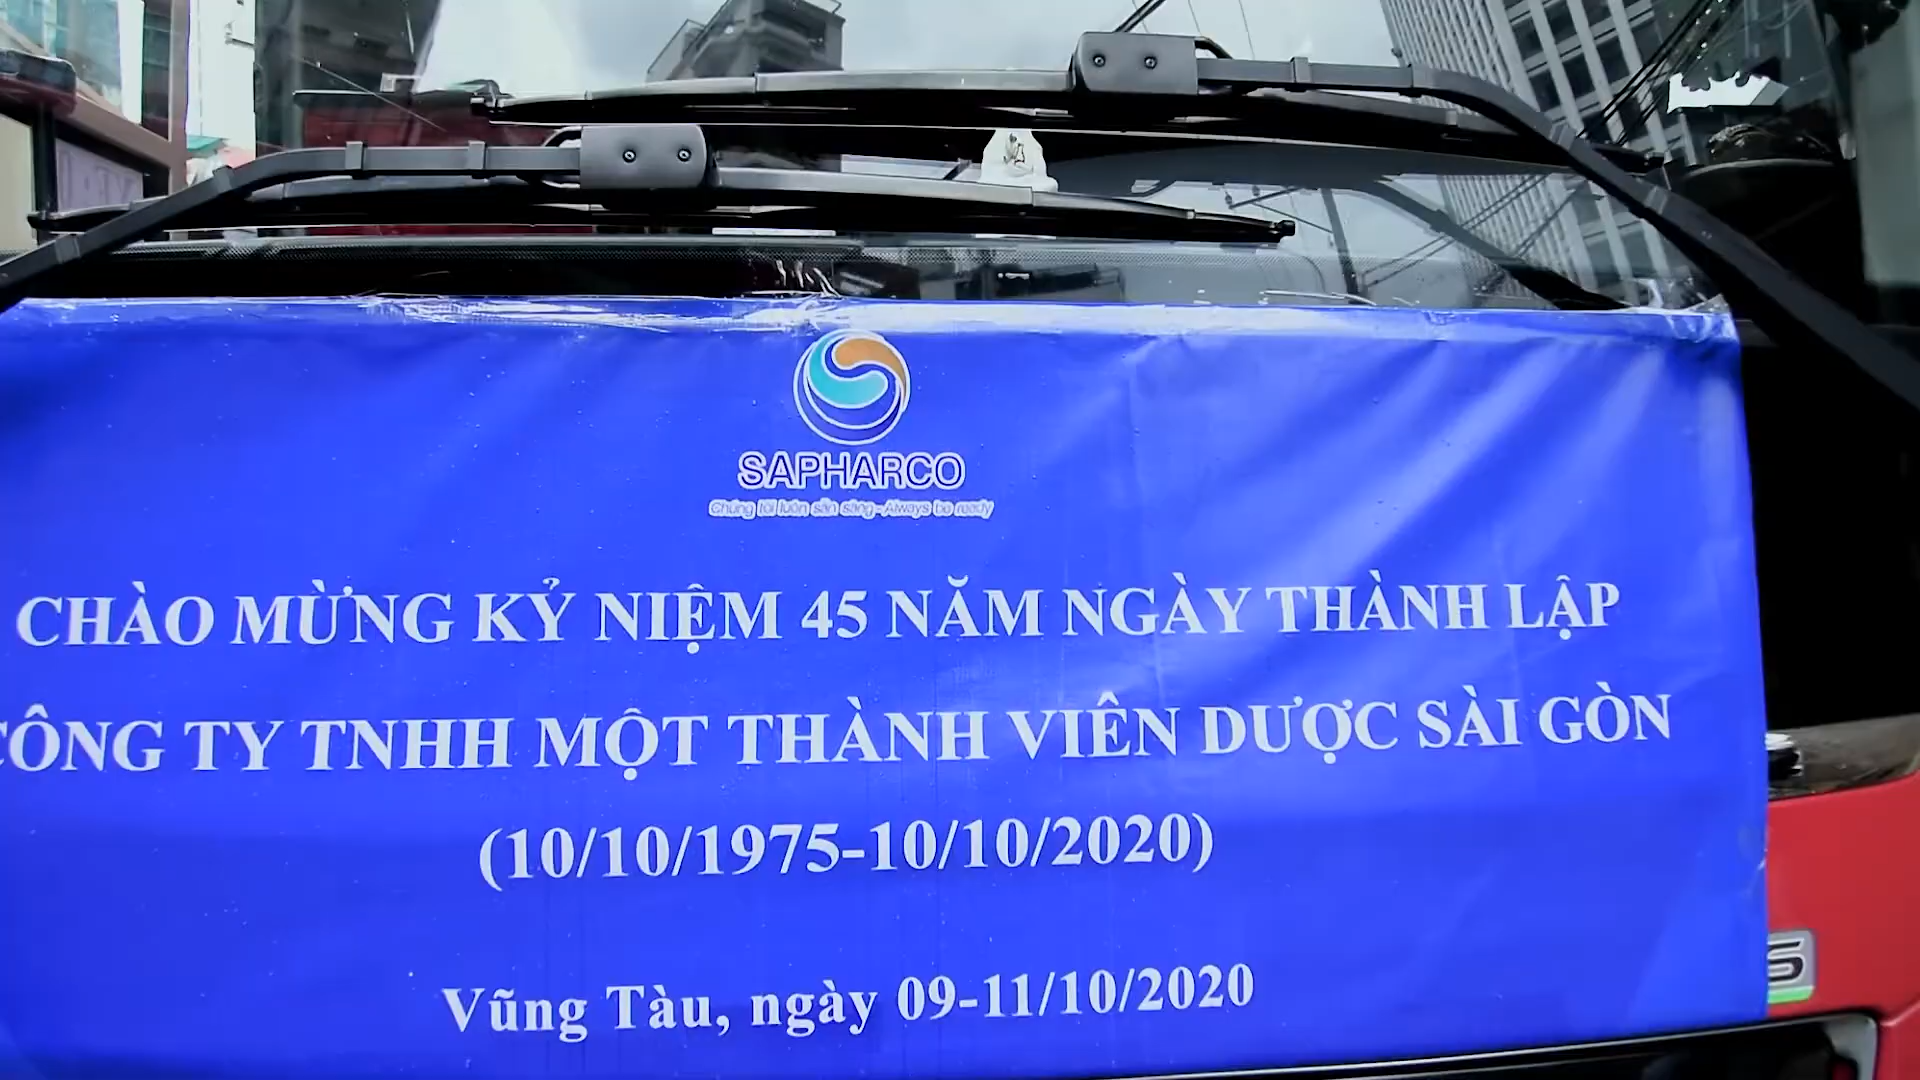 SAPHARCO
Chúng tôi luôn sẵn sàng - Always be ready
CHÀO MỪNG KỶ NIỆM 45 NĂM NGÀY THÀNH LẬP
CÔNG TY TNHH MỘT THÀNH VIÊN DƯỢC SÀI GÒN
(10/10/1975-10/10/2020)
Vũng Tàu, ngày 09-11/10/2020
S